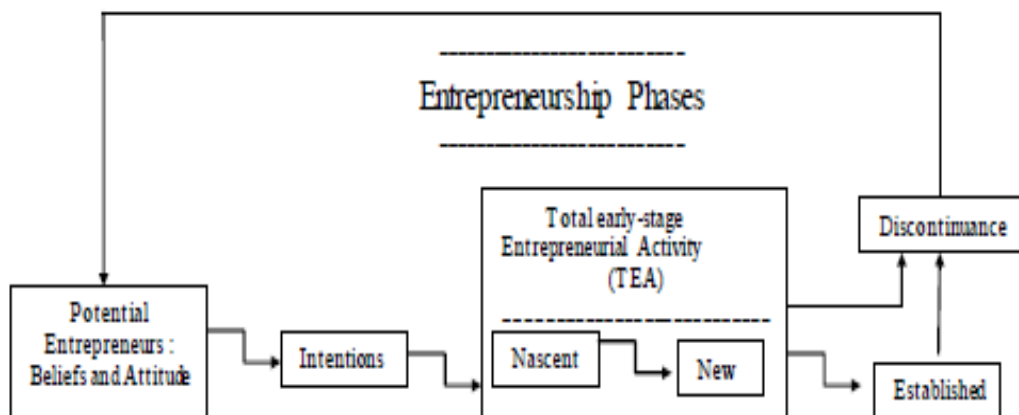 Entrepreneurship Phases
Total early-stage
Entrepreneurial Activity
(TEA)
Discontinuance
Potential
Entrepreneurs :
Beliefs and Attitude
Intentions
Nascent
New
Established